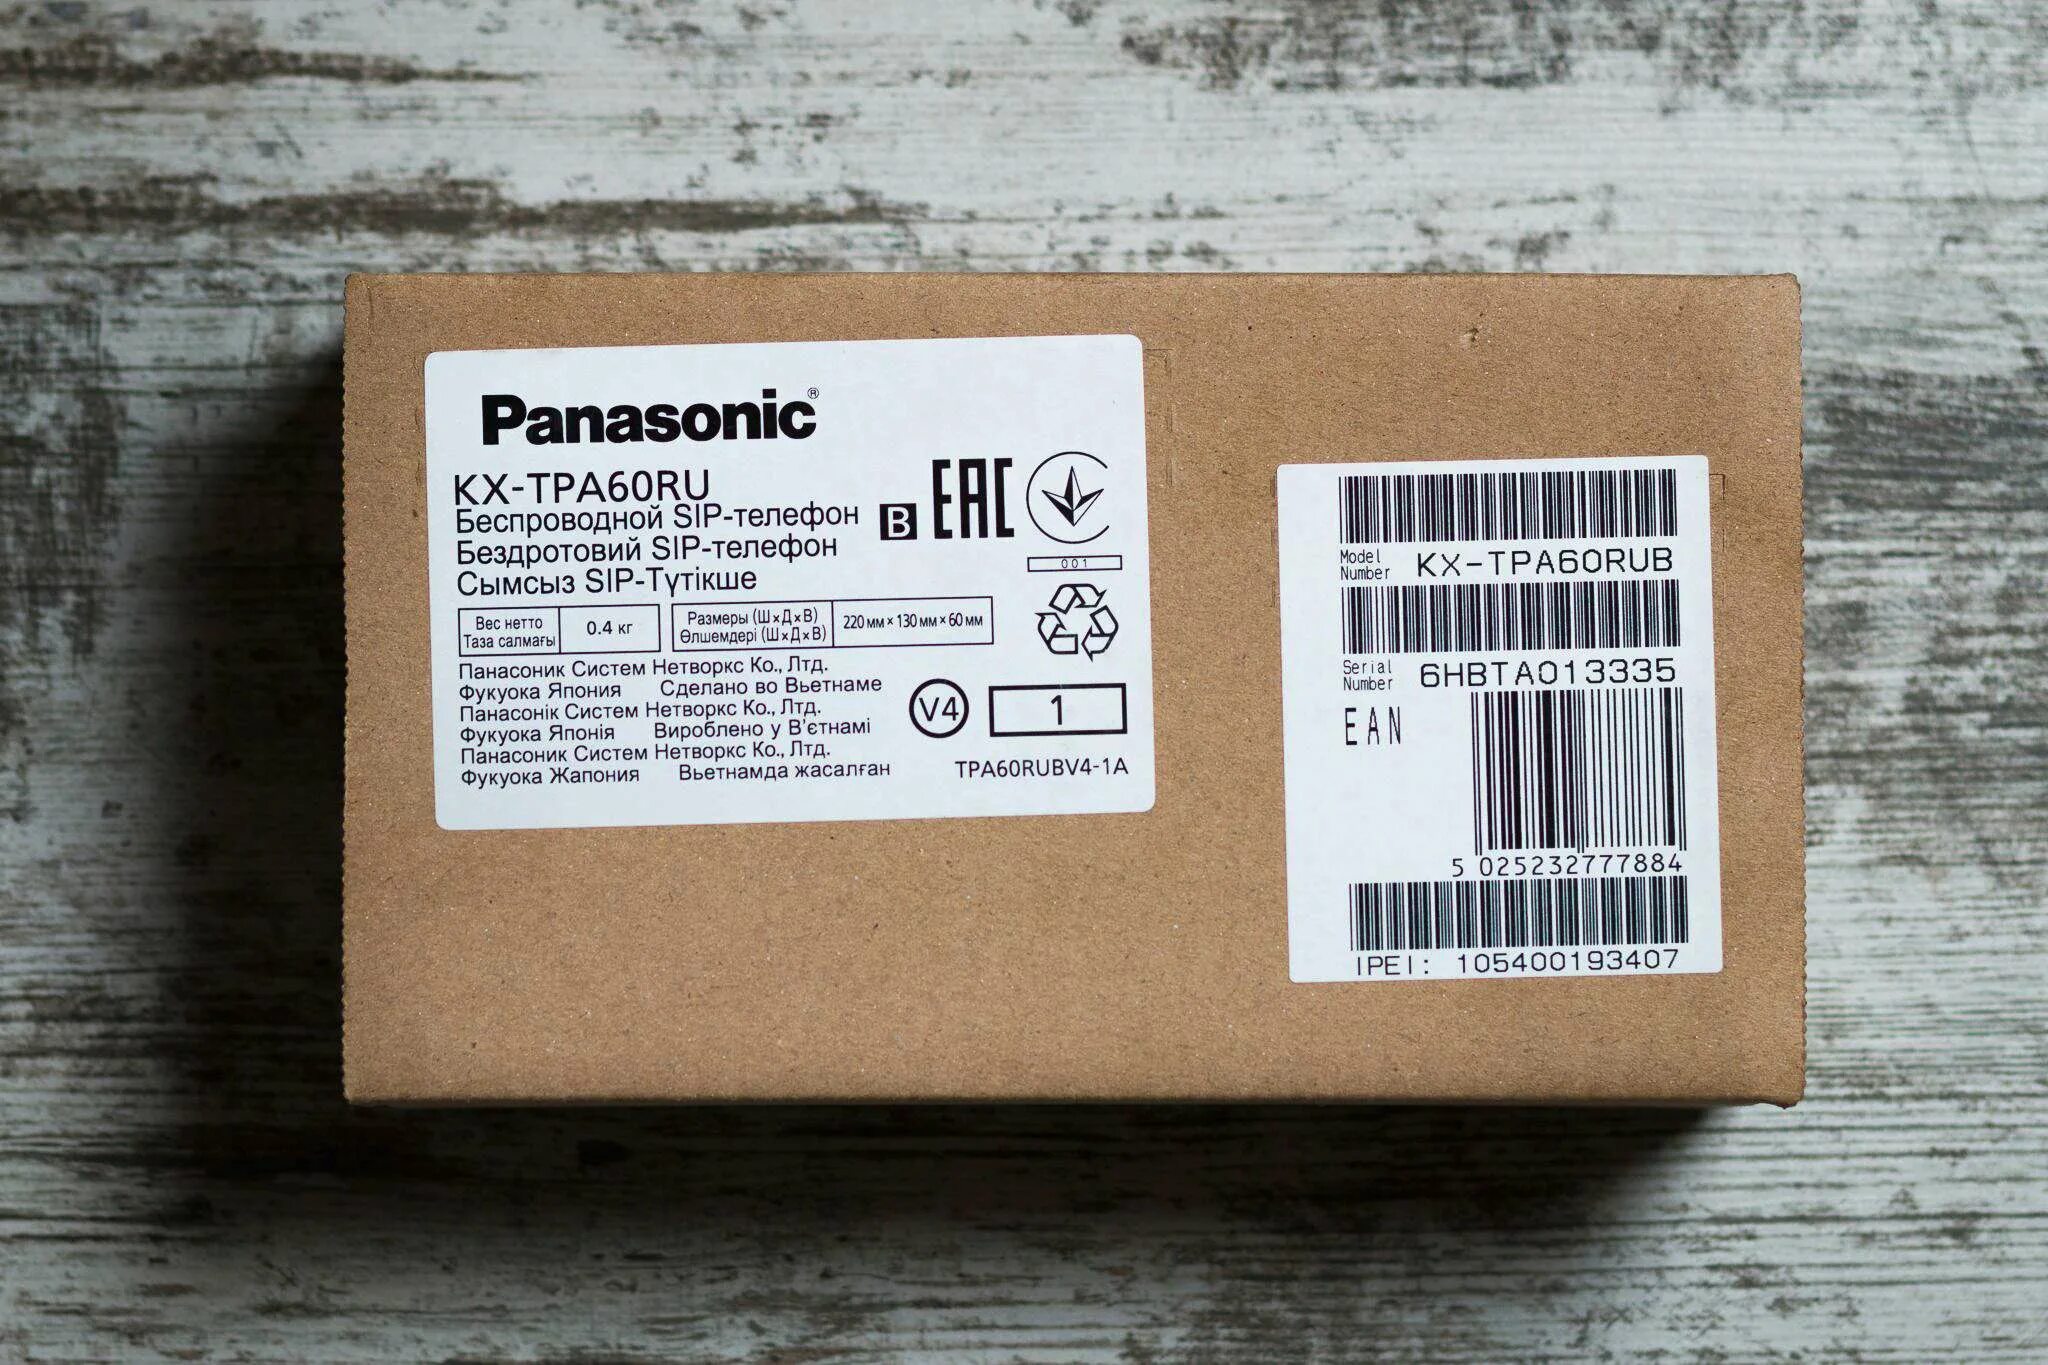 Panasonic®
KX-TPA60RU
Беспроводной SIP-телефон
Бездротовий SIP-телефон
Сымсыз SIP-Түтікше
B EAC
001
Вес нетто
Таза салмағы
0.4 кг
Размеры (Ш×Д×В)
Өлшемдері (Ш×Д×В)
220 мм × 130 мм × 60 мм
Панасоник Систем Нетворкс Ко., Лтд.
Фукуока Япония Сделано во Вьетнаме
Панасонік Систем Нетворкс Ко., Лтд.
Фукуока Японія Вироблено у В'єтнамі
Панасоник Систем Нетворкс Ко., Лтд.
Фукуока Жапония Вьетнамда жасалған
V4 1
TPA60RUBV4-1A
Model
Number KX-TPA60RUB
Serial
Number 6HBTA013335
EAN
5 025232777884
IPEI: 105400193407